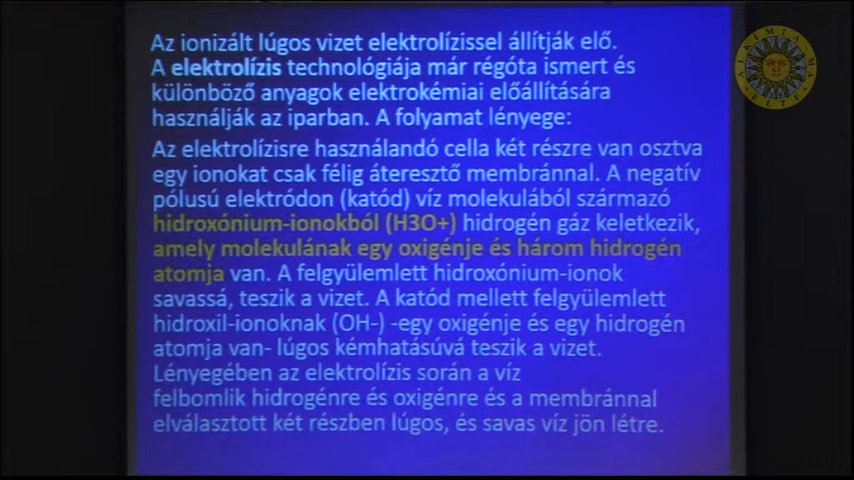 Az ionizált lúgos vizet elektrolízissel állítják elő.
A elektrolízis technológiája már régóta ismert és
különböző anyagok elektrokémiai előállítására
használják az iparban. A folyamat lényege:
Az elektrolízisre használandó cella két részre van osztva
egy ionokat csak félig áteresztő membránnal. A negatív
pólusú elektródon (katód) víz molekulából származó
hidroxónium-ionokból (H3O+) hidrogén gáz keletkezik,
amely molekulának egy oxigénje és három hidrogén
atomja van. A felgyülemlett hidroxónium-ionok
savassá, teszik a vizet. A katód mellett felgyülemlett
hidroxil-ionoknak (OH-) -egy oxigénje és egy hidrogén
atomja van- lúgos kémhatásúvá teszik a vizet.
Lényegében az elektrolízis során a víz
felbomlik hidrogénre és oxigénre és a membránnal
elválasztott két részben lúgos, és savas víz jön létre.
ALKÍMIA MA
ELTE